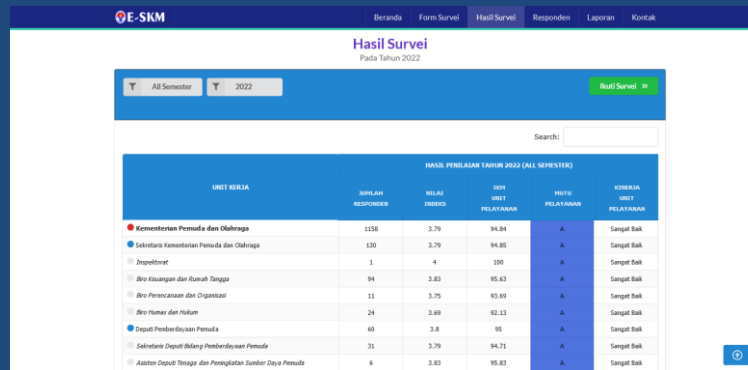 E-SKM
Beranda Form Survei Hasil Survei Responden Laporan Kontak
Hasil Survei
Pada Tahun 2022
All Semester 2022 Ikuti Survei »
Search:
UNIT KERJA
HASIL PENILAIAN TAHUN 2022 (ALL SEMESTER)
JUMLAH RESPONDEN NILAI INDEKS IKM UNIT PELAYANAN MUTU PELAYANAN KINERJA UNIT PELAYANAN
Kementerian Pemuda dan Olahraga 1158 3.79 94.84 A Sangat Baik
Sekretaris Kementerian Pemuda dan Olahraga 130 3.79 94.85 A Sangat Baik
Inspektorat 1 4 100 A Sangat Baik
Biro Keuangan dan Rumah Tangga 94 3.83 95.63 A Sangat Baik
Biro Perencanaan dan Organisasi 11 3.75 93.69 A Sangat Baik
Biro Humas dan Hukum 24 3.69 92.13 A Sangat Baik
Deputi Pemberdayaan Pemuda 60 3.8 95 A Sangat Baik
Sekretaris Deputi Bidang Pemberdayaan Pemuda 31 3.79 94.71 A Sangat Baik
Asisten Deputi Tenaga dan Peningkatan Sumber Daya Pemuda 6 3.83 95.83 A Sangat Baik